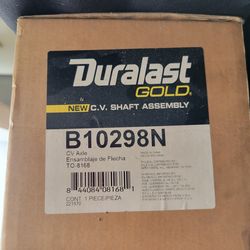 Duralast
GOLD
NEW C.V. SHAFT ASSEMBLY
B10298N
CV Axle
Ensamblaje de Flecha
TO-8168
8 44084 08168 1
CONT. 1 PIECE/PIEZA